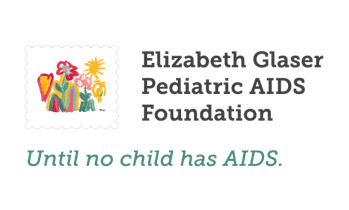 Elizabeth Glaser
Pediatric AIDS
Foundation
Until no child has AIDS.